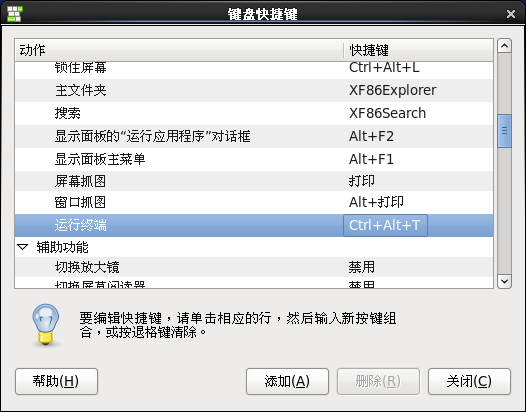 键盘快捷键
动作 快捷键
锁住屏幕 Ctrl+Alt+L
主文件夹 XF86Explorer
搜索 XF86Search
显示面板的“运行应用程序”对话框 Alt+F2
显示面板主菜单 Alt+F1
屏幕抓图 打印
窗口抓图 Alt+打印
运行终端 Ctrl+Alt+T
辅助功能
切换放大镜 禁用
切换屏幕阅读器 禁用
要编辑快捷键，请单击相应的行，然后输入新按键组
合，或按退格键清除。
帮助(H) 添加(A) 删除(R) 关闭(C)